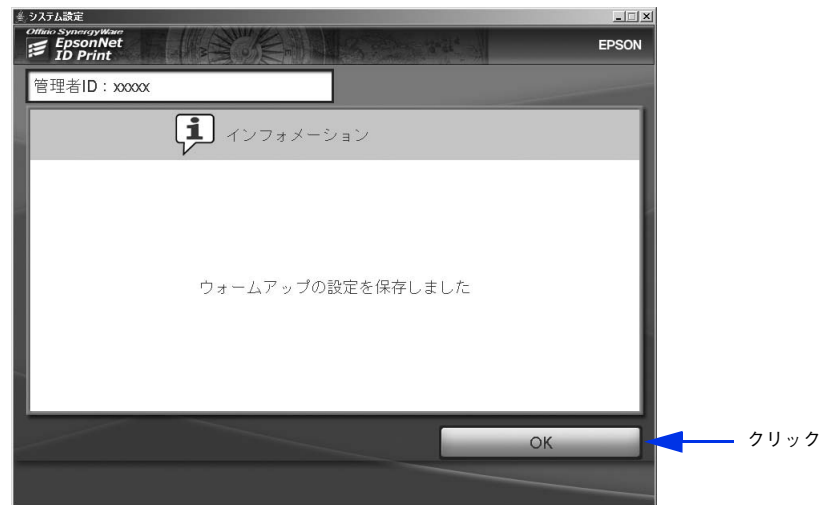 システム設定
Offirio SynergyWare
EpsonNet
ID Print
EPSON
管理者ID：xxxxx
インフォメーション
ウォームアップの設定を保存しました
OK
クリック